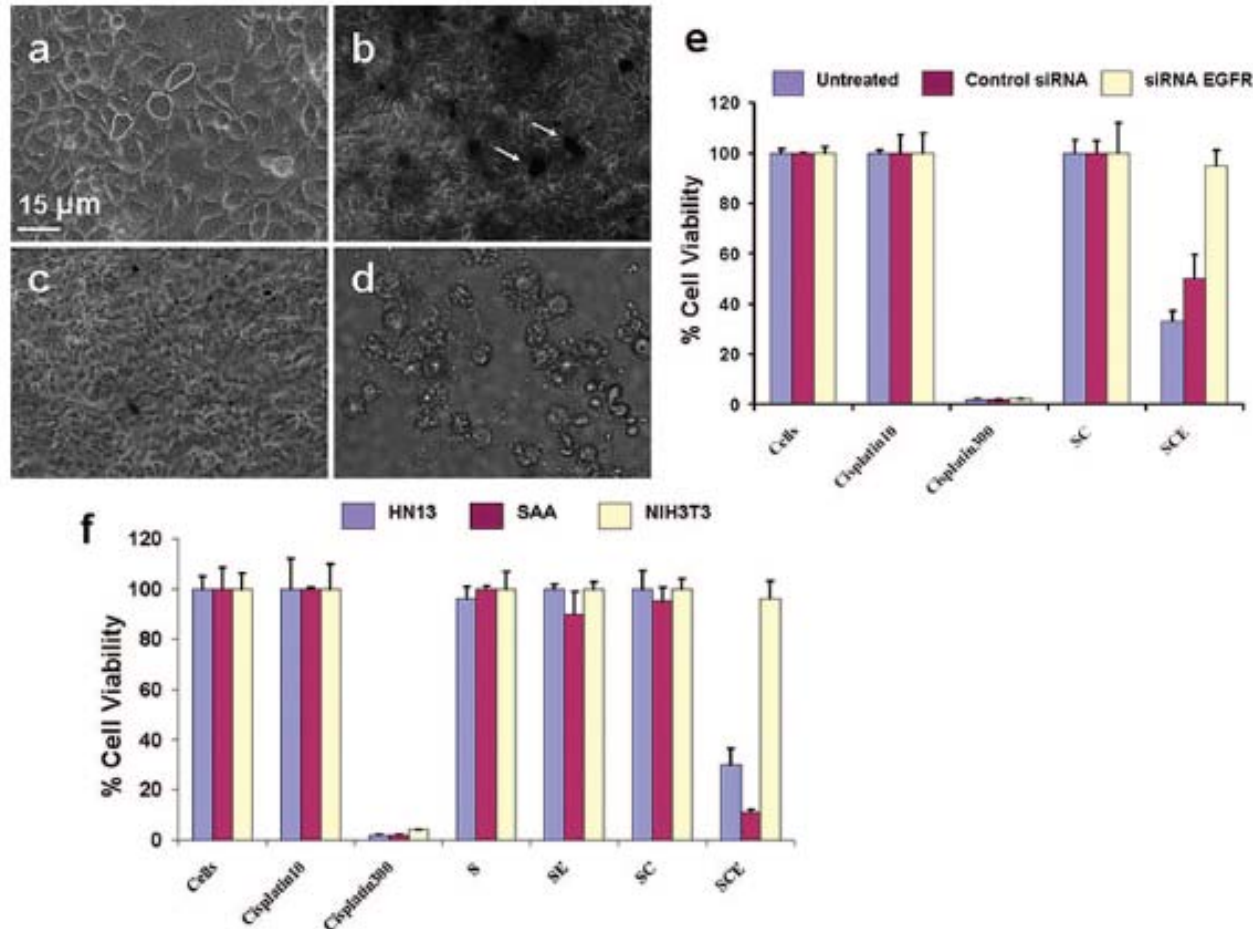 a
b
15 µm
c
d
e
Untreated Control siRNA siRNA EGFR
% Cell Viability
120
100
80
60
40
20
0
Cells Cisplatin10 Cisplatin300 SC SCE
f
HN13 SAA NIH3T3
% Cell Viability
120
100
80
60
40
20
0
Cells Cisplatin10 Cisplatin300 S SE SC SCE